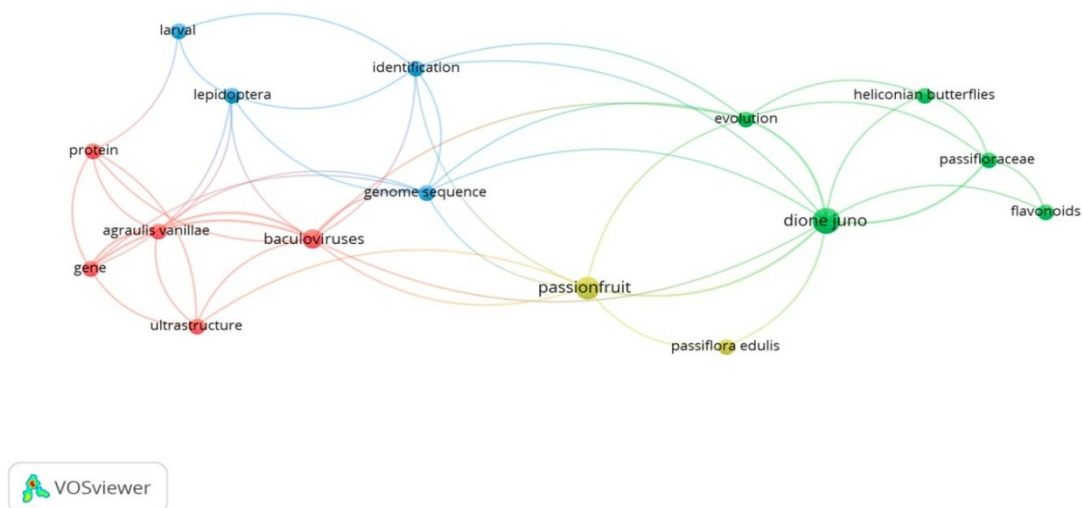 larval
identification
lepidoptera
heliconian butterflies
evolution
protein
passifloraceae
genome sequence
flavonoids
dione juno
agraulis vanillae
baculoviruses
gene
passionfruit
ultrastructure
passiflora edulis
VOSviewer